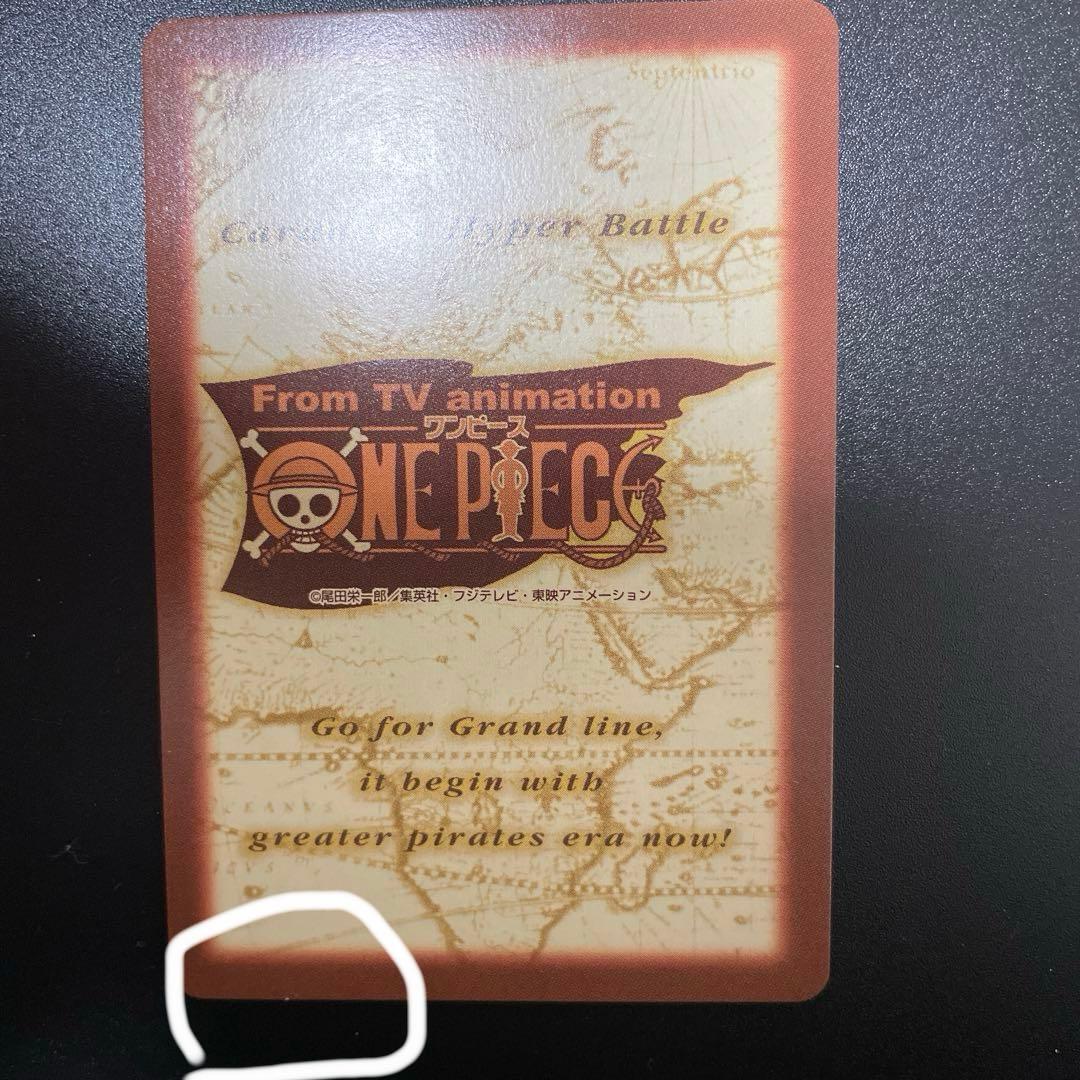 Septentrio
Hyper Battle
From TV animation
ワンピース
ONE PIECE
©尾田栄一郎／集英社・フジテレビ・東映アニメーション
Go for Grand line,
it begin with
OCEANVS
greater pirates era now!